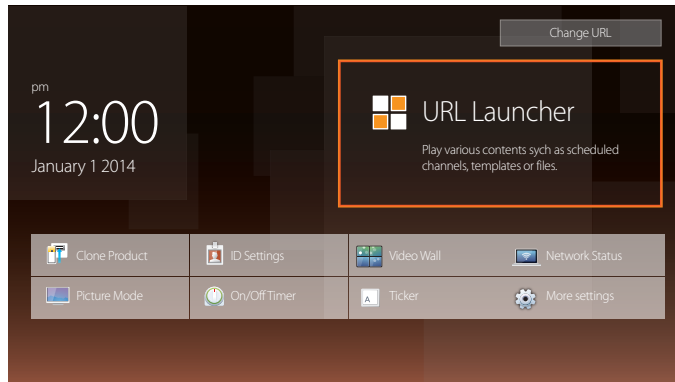 Change URL
pm
12:00
January 1 2014
URL Launcher
Play various contents sych as scheduled
channels, templates or files.
Clone Product
ID Settings
Video Wall
Network Status
Picture Mode
On/Off Timer
A
Ticker
More settings